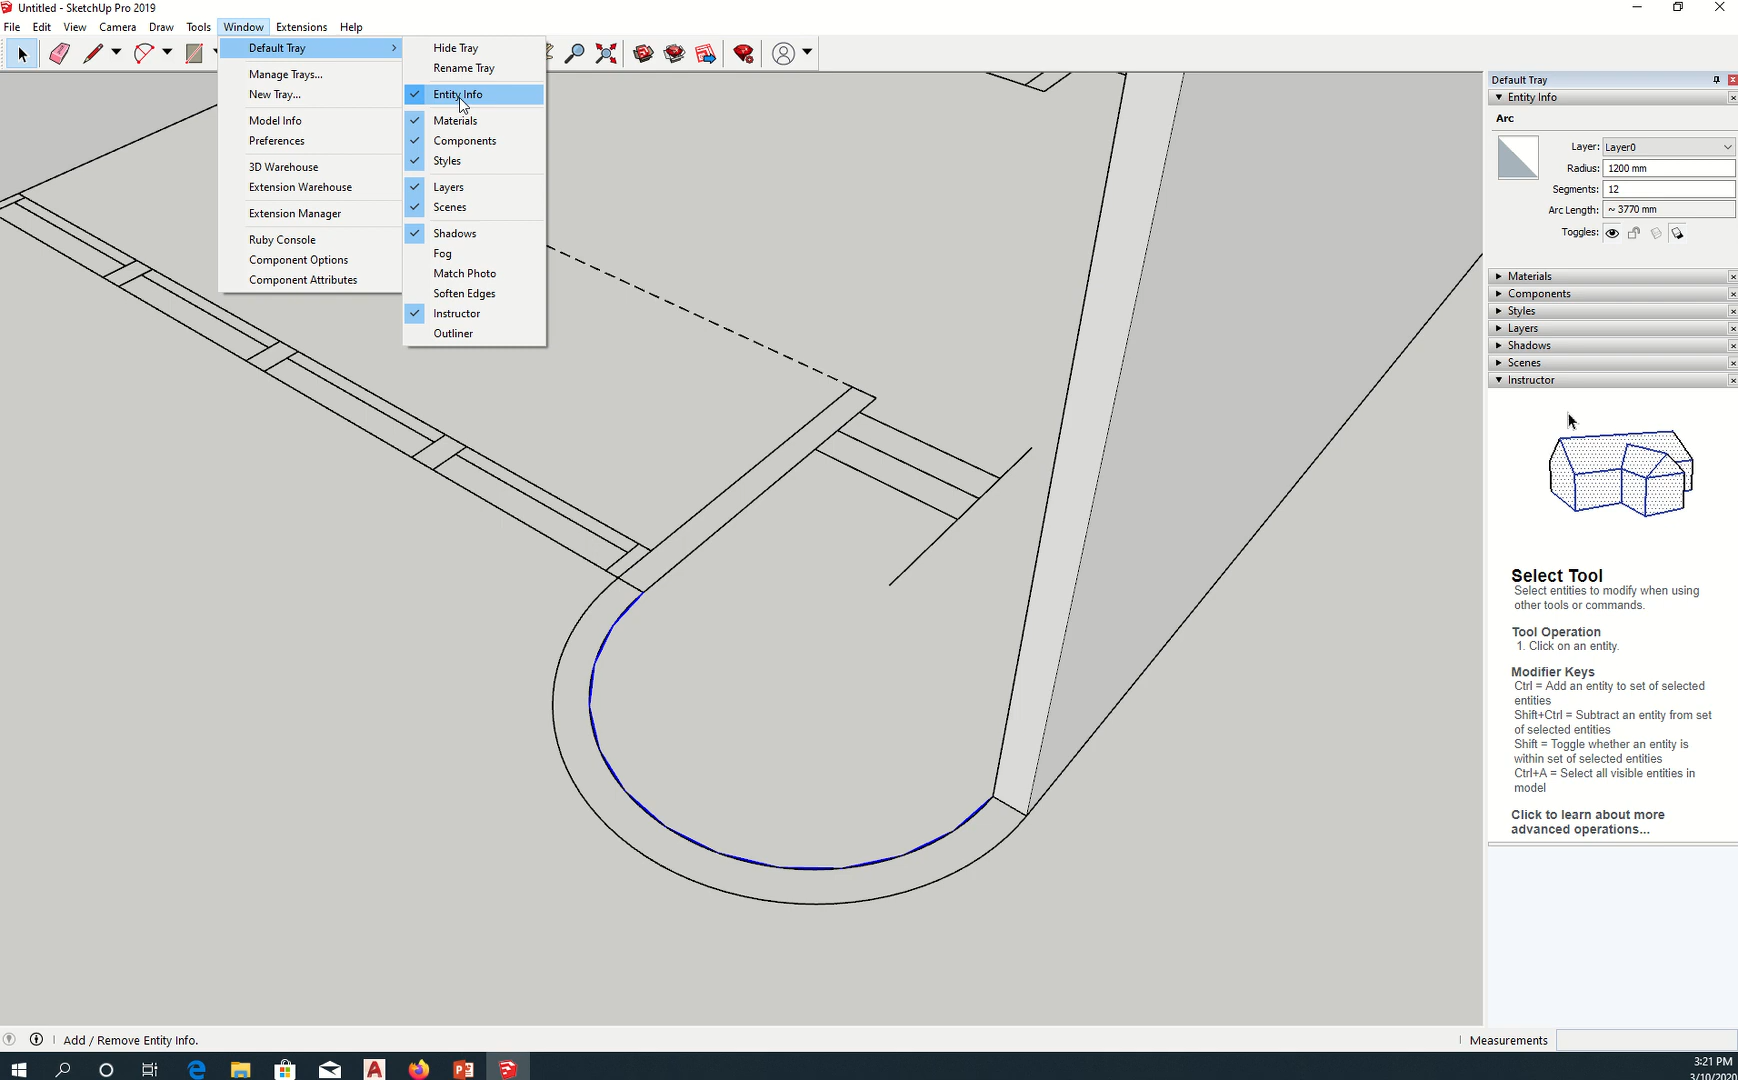 Untitled - SketchUp Pro 2019
File Edit View Camera Draw Tools Window Extensions Help
Default Tray
Manage Trays...
New Tray...
Model Info
Preferences
3D Warehouse
Extension Warehouse
Extension Manager
Ruby Console
Component Options
Component Attributes
Hide Tray
Rename Tray
Entity Info
Materials
Components
Styles
Layers
Scenes
Shadows
Fog
Match Photo
Soften Edges
Instructor
Outliner
Default Tray
Entity Info
Arc
Layer: Layer0
Radius: 1200 mm
Segments: 12
Arc Length: ~ 3770 mm
Toggles:
Materials
Components
Styles
Layers
Shadows
Scenes
Instructor
Select Tool
Select entities to modify when using
other tools or commands.
Tool Operation
1. Click on an entity.
Modifier Keys
Ctrl = Add an entity to set of selected
entities
Shift+Ctrl = Subtract an entity from set
of selected entities
Shift = Toggle whether an entity is
within set of selected entities
Ctrl+A = Select all visible entities in
model
Click to learn about more
advanced operations...
Add / Remove Entity Info.
Measurements
3:21 PM
3/10/2020